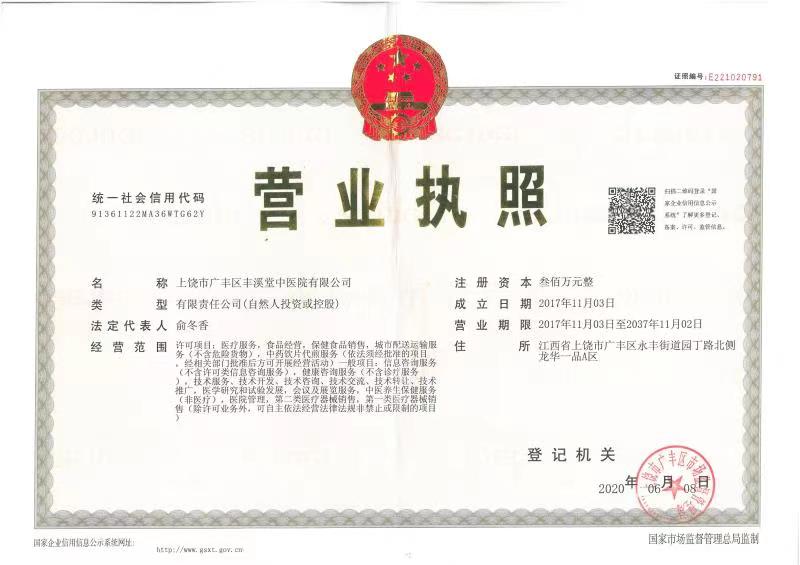 证照编号:E221020791
营业执照
统一社会信用代码
91361122MA36WTG62Y
扫描二维码登录“国
家企业信用信息公示
系统”了解更多登记、
备案、许可、监管信息。
名称 上饶市广丰区丰溪堂中医院有限公司
类型 有限责任公司(自然人投资或控股)
法定代表人 俞冬香
经营范围 许可项目：医疗服务，食品经营，保健食品销售，城市配送运输服
务（不含危险货物），中药饮片代煎服务（依法须经批准的项目
，经相关部门批准后方可开展经营活动）一般项目：信息咨询服务
（不含许可类信息咨询服务），健康咨询服务（不含诊疗服务
），技术服务、技术开发、技术咨询、技术交流、技术转让、技术
推广，医学研究和试验发展，会议及展览服务，中医养生保健服务
（非医疗），医院管理，第二类医疗器械销售，第一类医疗器械销
售（除许可业务外，可自主依法经营法律法规非禁止或限制的项目
）
注册资本 叁佰万元整
成立日期 2017年11月03日
营业期限 2017年11月03日至2037年11月02日
住所 江西省上饶市广丰区永丰街道园丁路北侧
龙华一品A区
登记机关
2020年06月08日
上饶市广丰区市场监督管理局
国家企业信用信息公示系统网址:
http://www.gsxt.gov.cn
国家市场监督管理总局监制